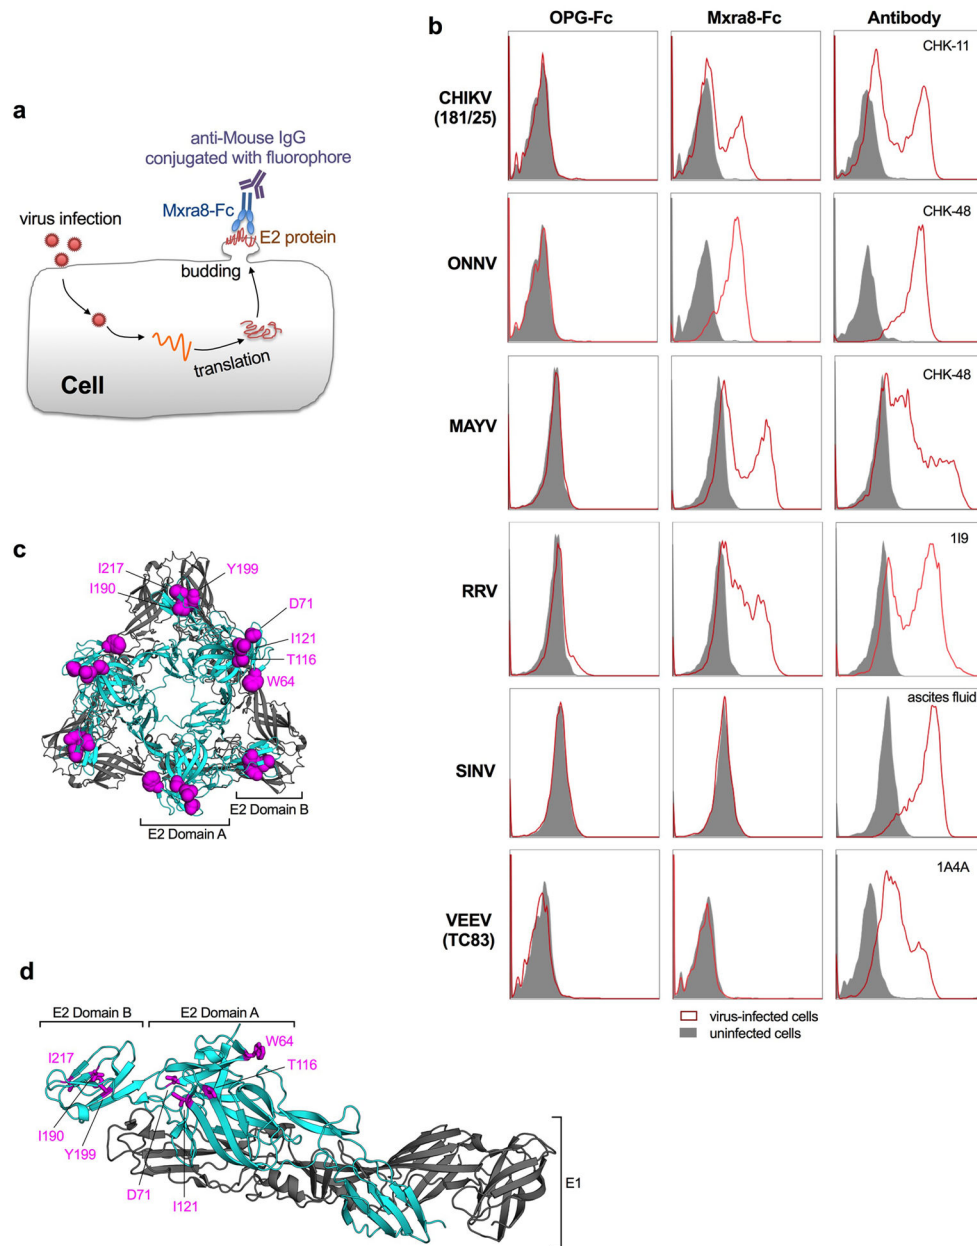 a
anti-Mouse IgG
conjugated with fluorophore
Mxra8-Fc
virus infection
E2 protein
budding
translation
Cell
b
OPG-Fc
Mxra8-Fc
Antibody
CHIKV
(181/25)
CHK-11
ONNV
CHK-48
MAYV
CHK-48
RRV
1I9
SINV
ascites fluid
VEEV
(TC83)
1A4A
virus-infected cells
uninfected cells
c
I217
I190
Y199
D71
I121
T116
W64
E2 Domain B
E2 Domain A
d
E2 Domain B
E2 Domain A
I217
W64
T116
I190
Y199
D71
I121
E1